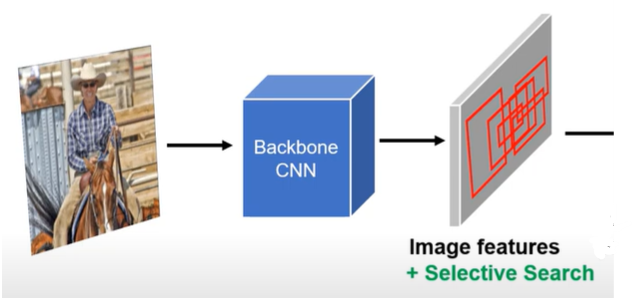 Backbone
CNN
Image features
+ Selective Search